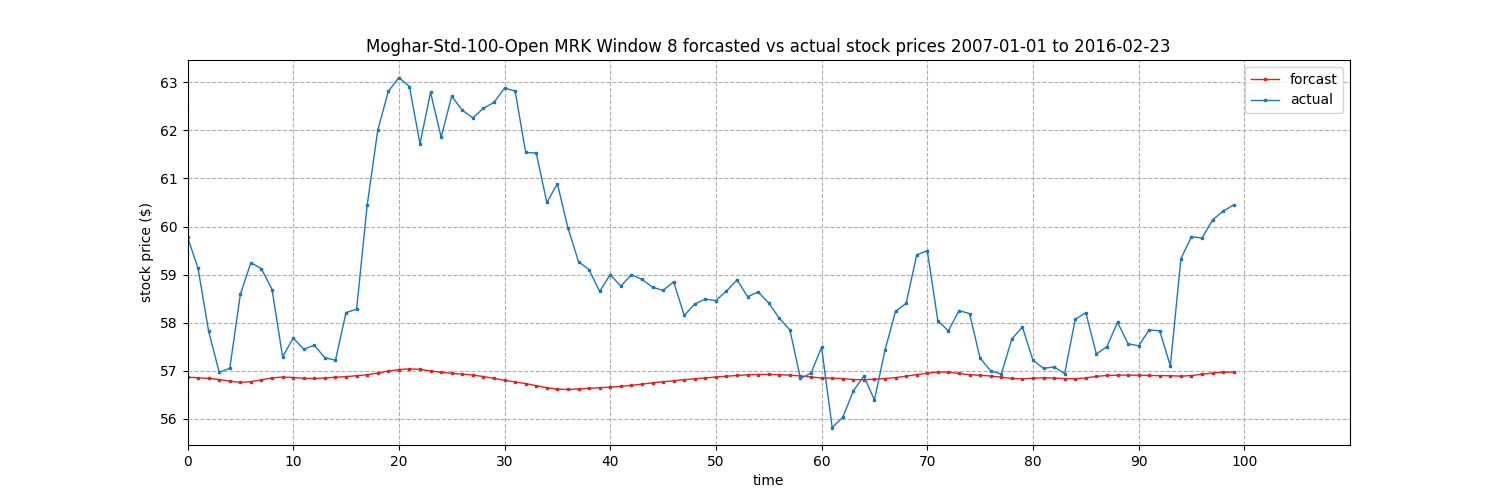 Moghar-Std-100-Open MRK Window 8 forcasted vs actual stock prices 2007-01-01 to 2016-02-23
forcast
actual
stock price ($)
63
62
61
60
59
58
57
56
0 10 20 30 40 50 60 70 80 90 100
time